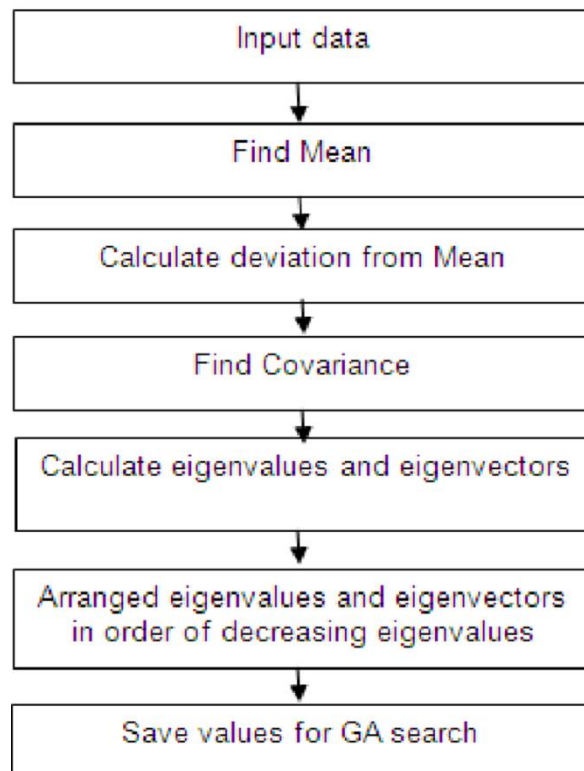 Input data
Find Mean
Calculate deviation from Mean
Find Covariance
Calculate eigenvalues and eigenvectors
Arranged eigenvalues and eigenvectors
in order of decreasing eigenvalues
Save values for GA search